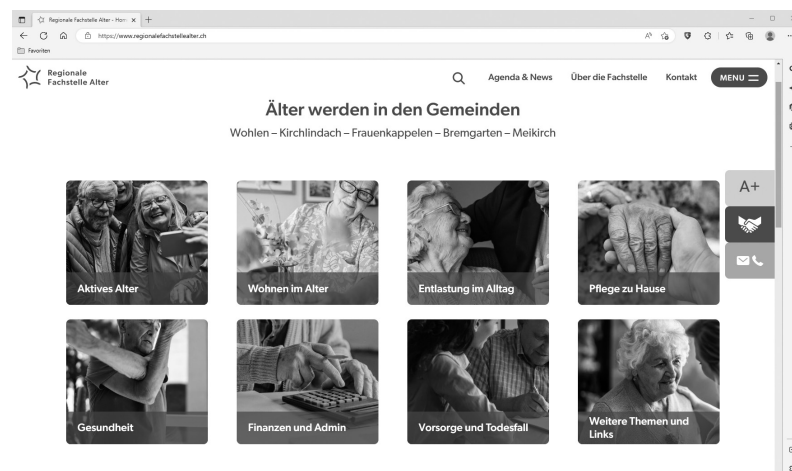 Regionale Fachstelle Alter - Hom
https://www.regionalefachstellealter.ch
Favoriten
Regionale
Fachstelle Alter
Agenda & News
Über die Fachstelle
Kontakt
MENU
Älter werden in den Gemeinden
Wohlen – Kirchlindach – Frauenkappelen – Bremgarten – Meikirch
A+
Aktives Alter
Wohnen im Alter
Entlastung im Alltag
Pflege zu Hause
Gesundheit
Finanzen und Admin
Vorsorge und Todesfall
Weitere Themen und
Links